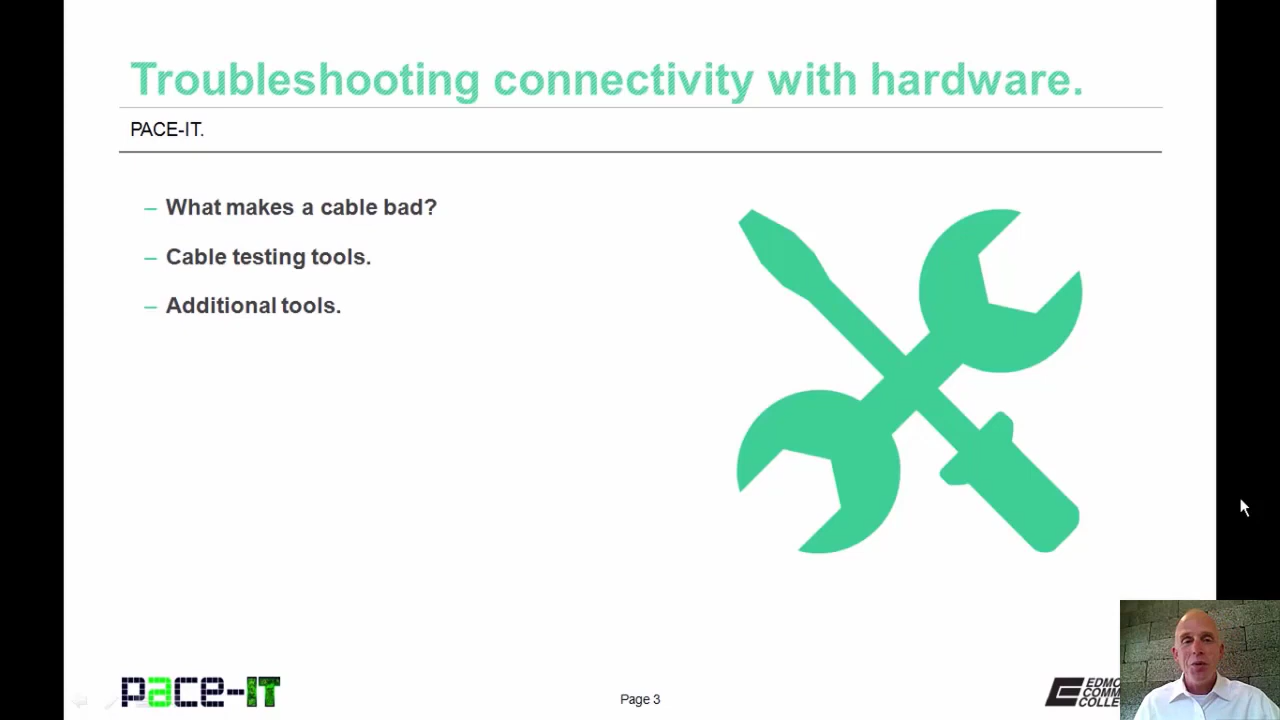 Troubleshooting connectivity with hardware.
PACE-IT.
– What makes a cable bad?
– Cable testing tools.
– Additional tools.
pace-IT
Page 3